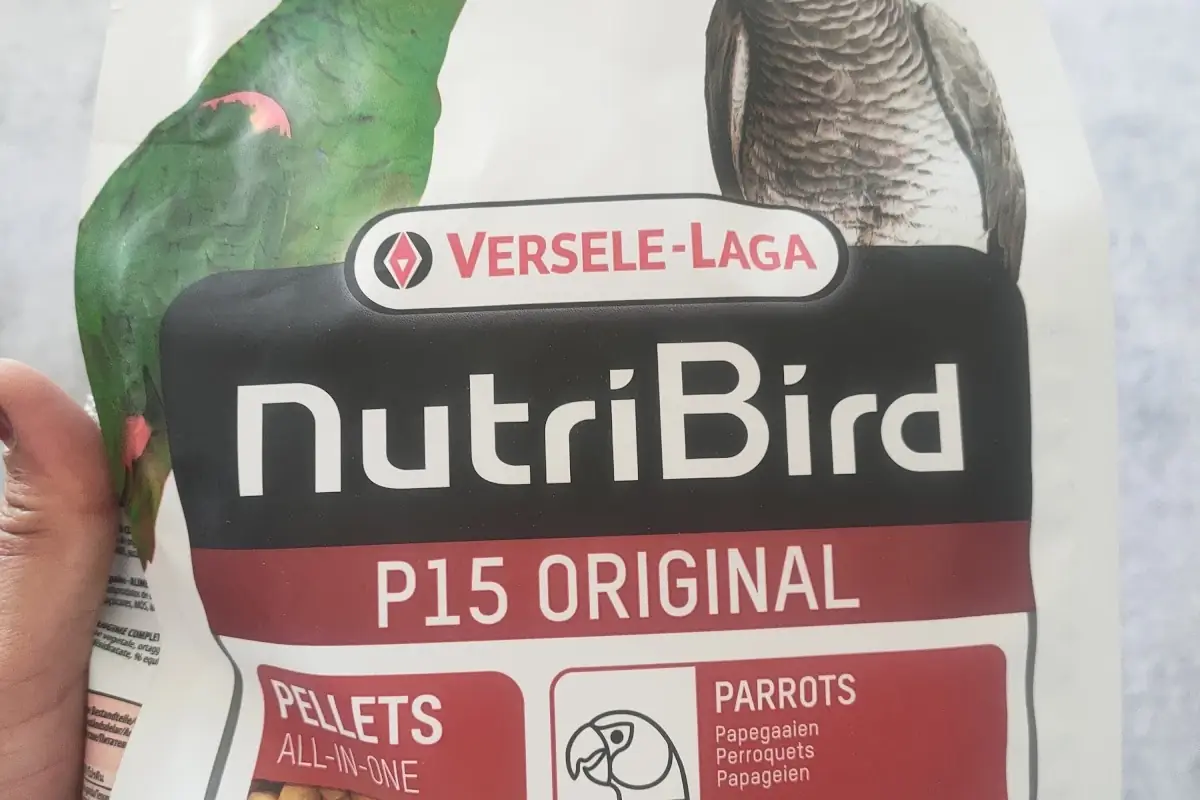 VERSELE-LAGA
nutriBird
P15 ORIGINAL
PELLETS
ALL-IN-ONE
PARROTS
Papegaaien
Perroquets
Papageien